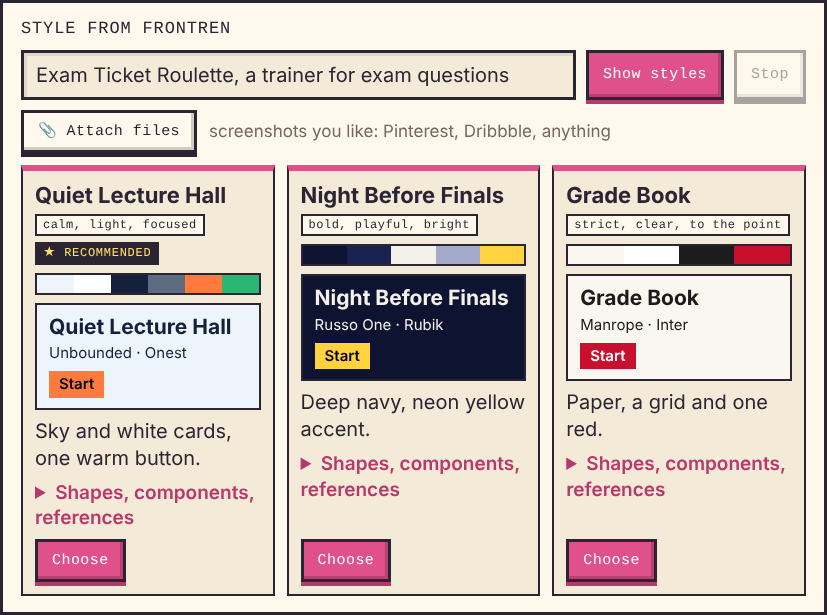 STYLE FROM FRONTREN
Exam Ticket Roulette, a trainer for exam questions
Show styles
Stop
📎 Attach files
screenshots you like: Pinterest, Dribbble, anything
Quiet Lecture Hall
calm, light, focused
★ RECOMMENDED
Quiet Lecture Hall
Unbounded · Onest
Start
Sky and white cards,
one warm button.
▶ Shapes, components,
references
Choose
Night Before Finals
bold, playful, bright
Night Before Finals
Russo One · Rubik
Start
Deep navy, neon yellow
accent.
▶ Shapes, components,
references
Choose
Grade Book
strict, clear, to the point
Grade Book
Manrope · Inter
Start
Paper, a grid and one
red.
▶ Shapes, components,
references
Choose